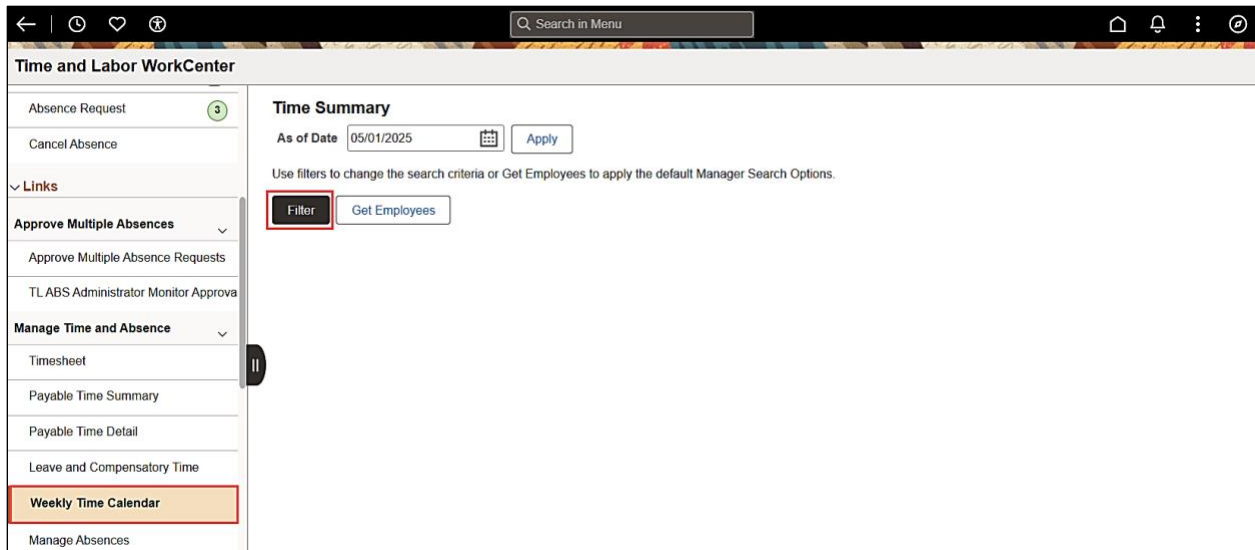 Search in Menu
Time and Labor WorkCenter
Absence Request
3
Cancel Absence
Links
Approve Multiple Absences
Approve Multiple Absence Requests
TL ABS Administrator Monitor Approva
Manage Time and Absence
Timesheet
Payable Time Summary
Payable Time Detail
Leave and Compensatory Time
Weekly Time Calendar
Manage Absences
Time Summary
As of Date 05/01/2025 Apply
Use filters to change the search criteria or Get Employees to apply the default Manager Search Options.
Filter Get Employees